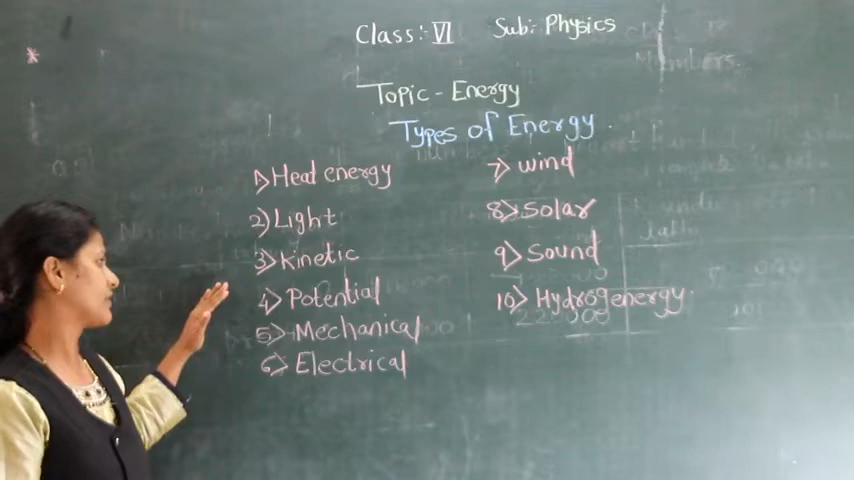 Class:- VI Sub:- Physics
Topic - Energy
Types of Energy
1) Heat energy
2) Light
3) Kinetic
4) Potential
5) Mechanical
6) Electrical
7) wind
8) Solar
9) Sound
10) Hydrogenergy.